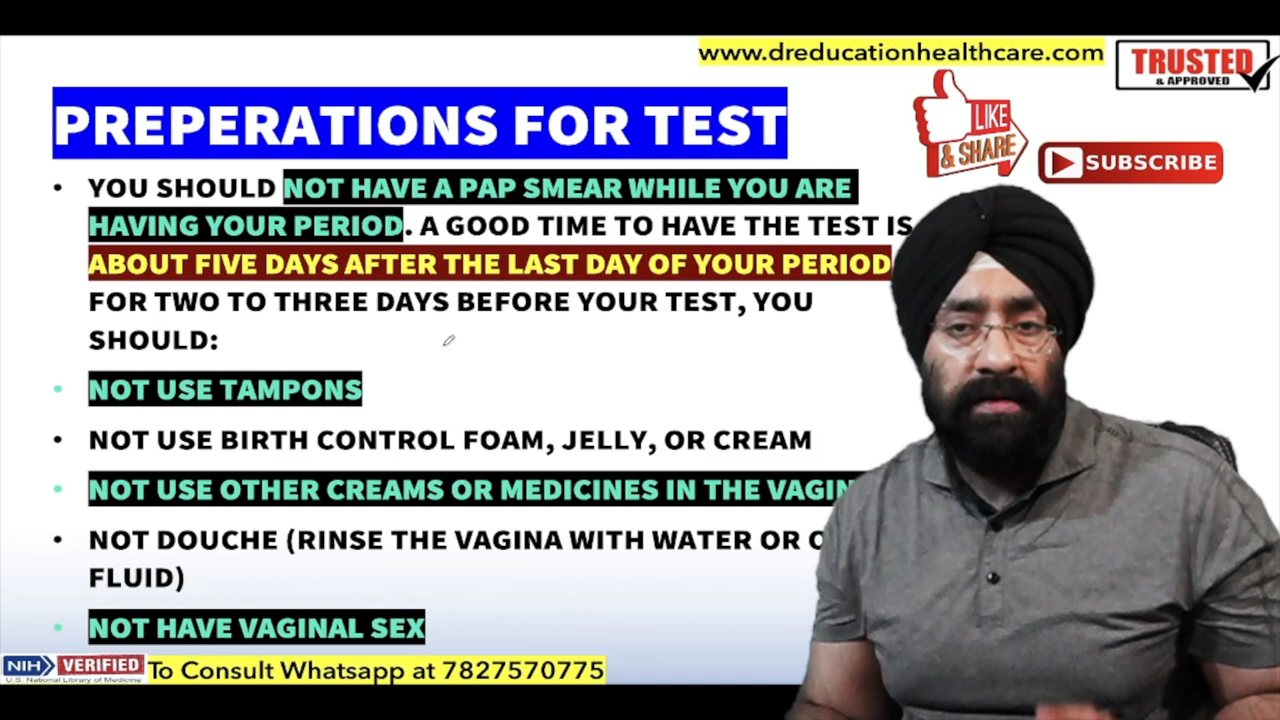 www.dreducationhealthcare.com
TRUSTED
& APPROVED
PREPERATIONS FOR TEST
LIKE
& SHARE
SUBSCRIBE
• YOU SHOULD NOT HAVE A PAP SMEAR WHILE YOU ARE
HAVING YOUR PERIOD. A GOOD TIME TO HAVE THE TEST IS
ABOUT FIVE DAYS AFTER THE LAST DAY OF YOUR PERIOD
FOR TWO TO THREE DAYS BEFORE YOUR TEST, YOU
SHOULD:
• NOT USE TAMPONS
• NOT USE BIRTH CONTROL FOAM, JELLY, OR CREAM
• NOT USE OTHER CREAMS OR MEDICINES IN THE
• NOT DOUCHE (RINSE THE VAGINA WITH WATER OR
FLUID)
• NOT HAVE VAGINAL SEX
NIH VERIFIED
U.S. National Library of Medicine
To Consult Whatsapp at 7827570775